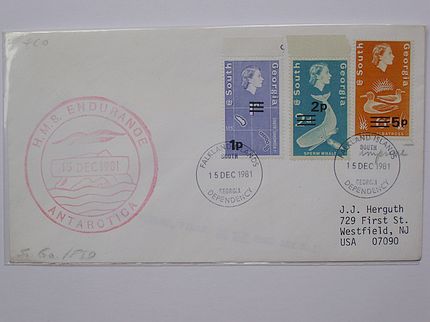 H.M.S. ENDURANCE
15 DEC 1981
ANTARCTICA
& South Georgia
1p
& South Georgia
2p
SPERM WHALE
& South Georgia
5p
FALKLAND ISLANDS
SOUTH
15 DEC 1981
GEORGIA
DEPENDENCY
FALKLAND ISLANDS
SOUTH
15 DEC 1981
GEORGIA
DEPENDENCY
J.J. Herguth
729 First St.
Westfield, NJ
USA 07090